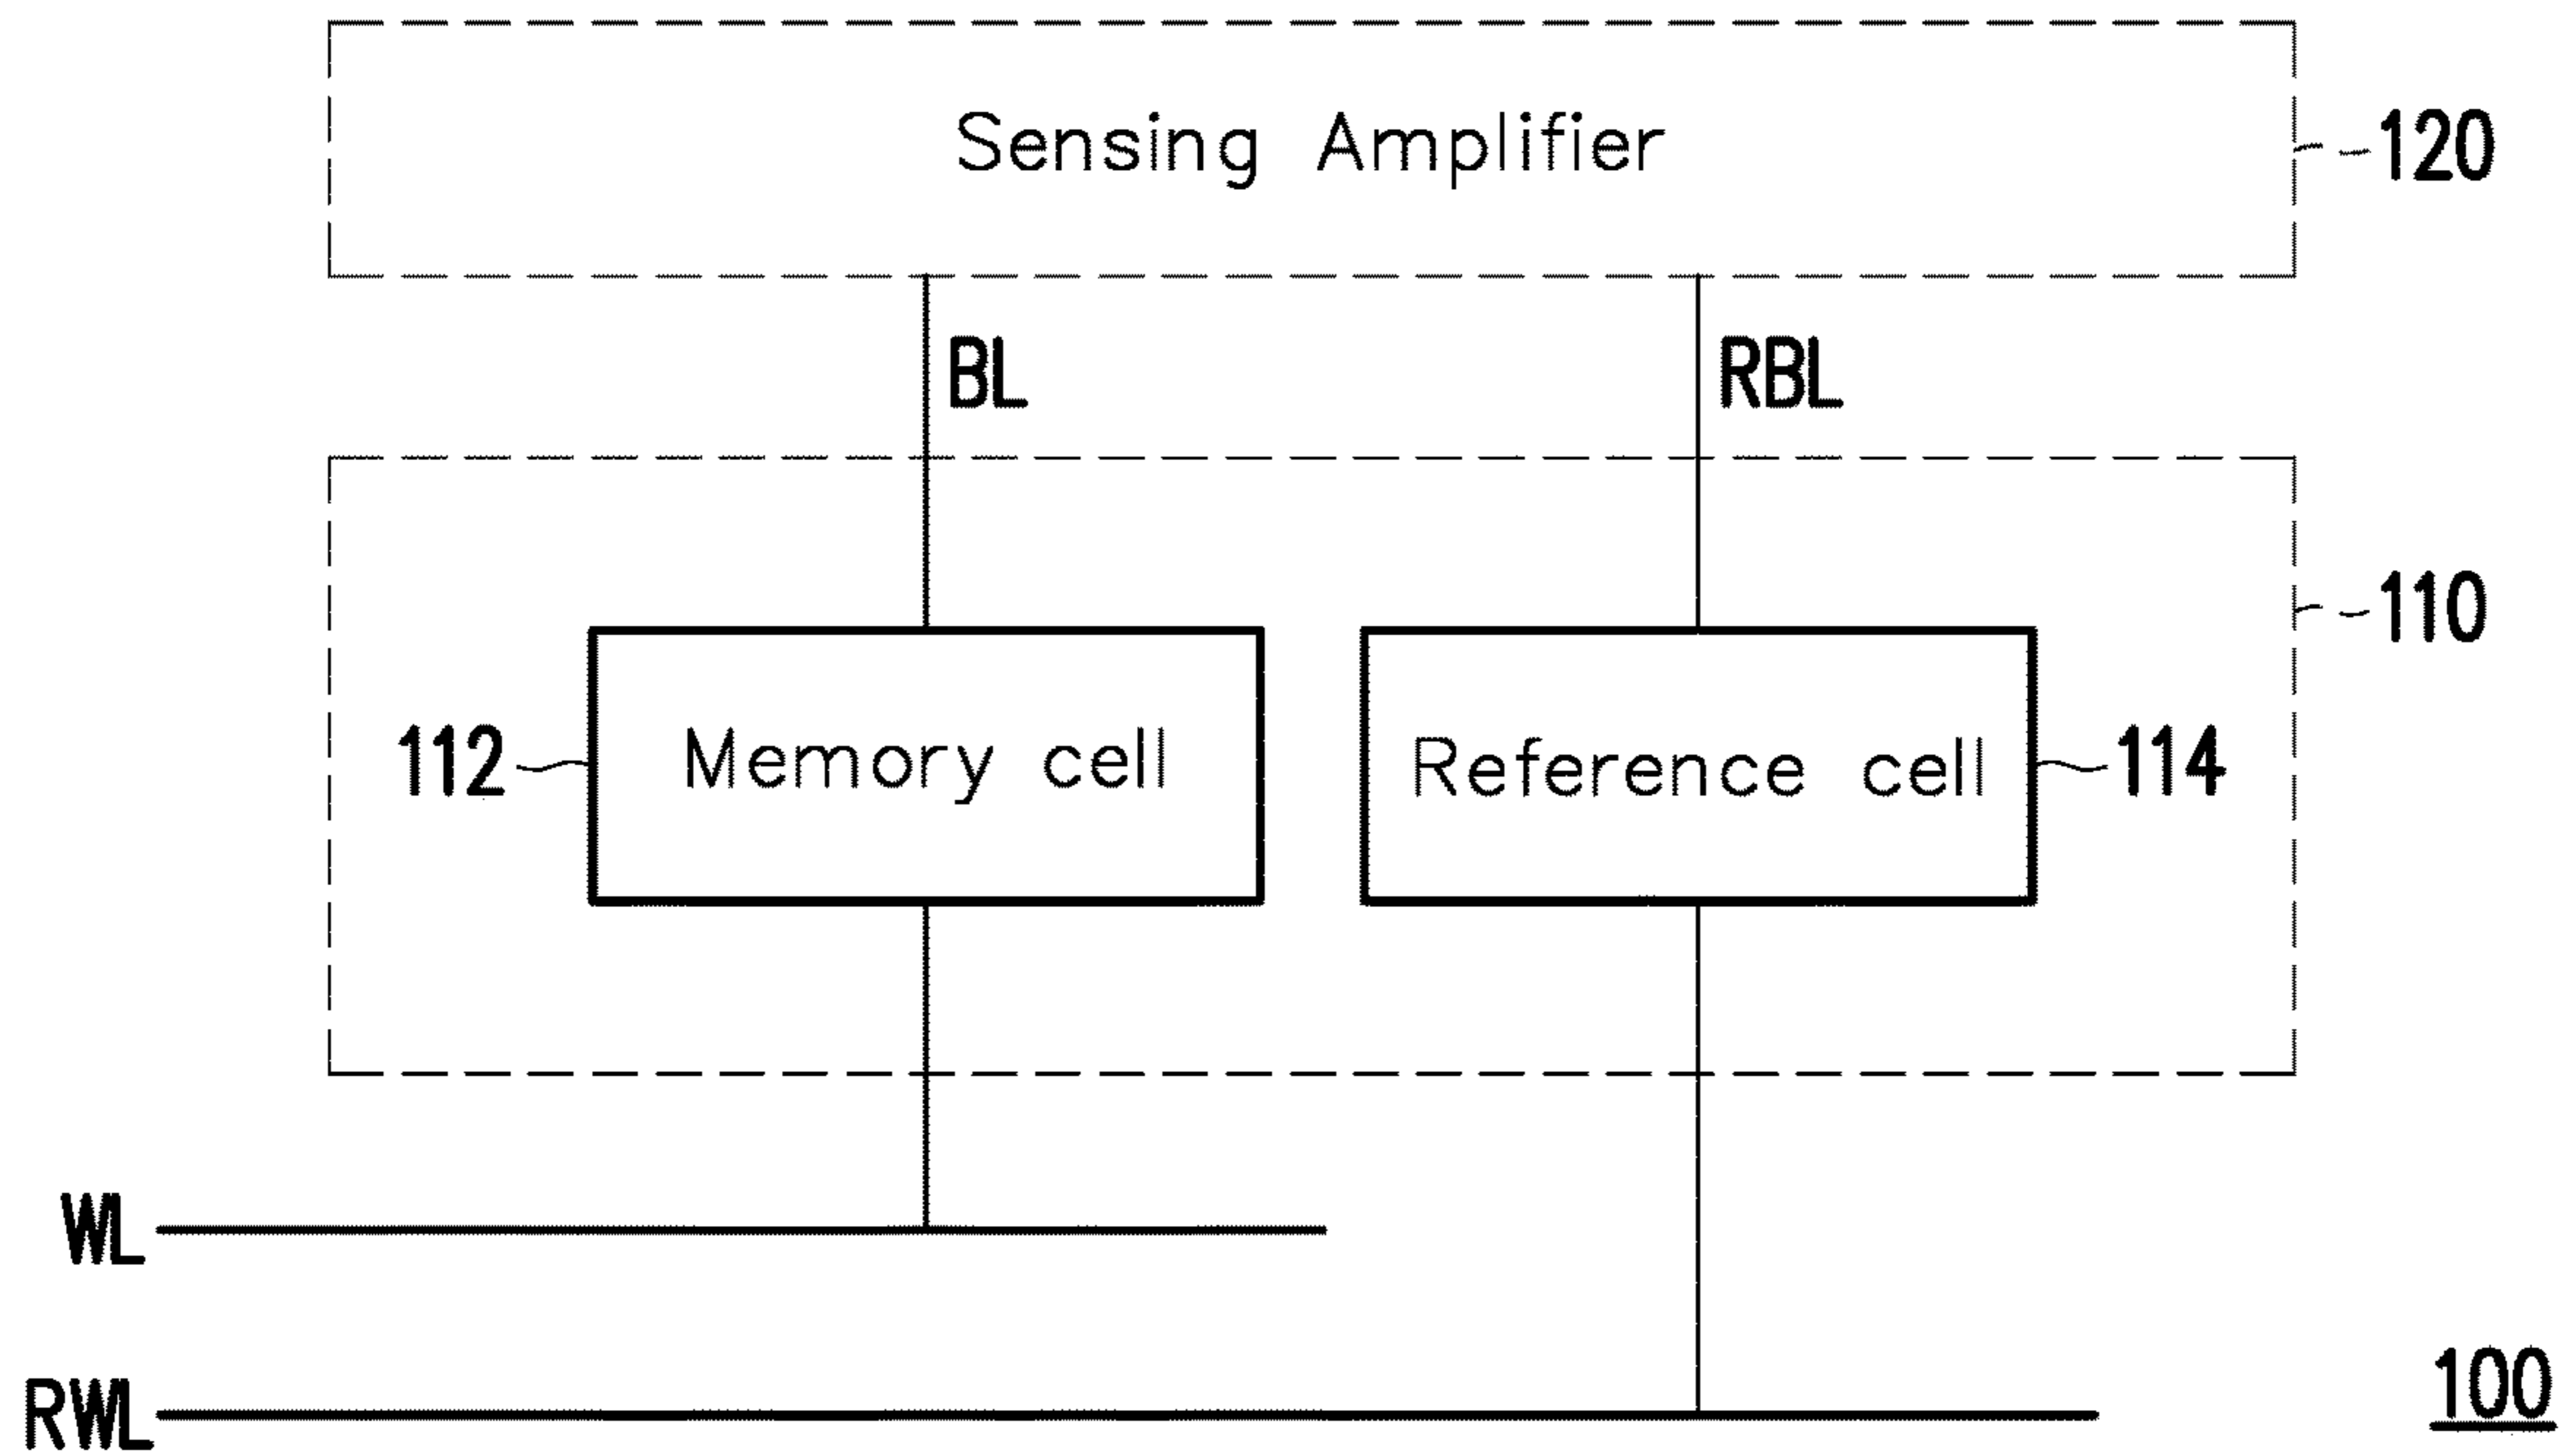 Sensing Amplifier
120
BL
RBL
110
112
Memory cell
Reference cell
114
WL
RWL
100